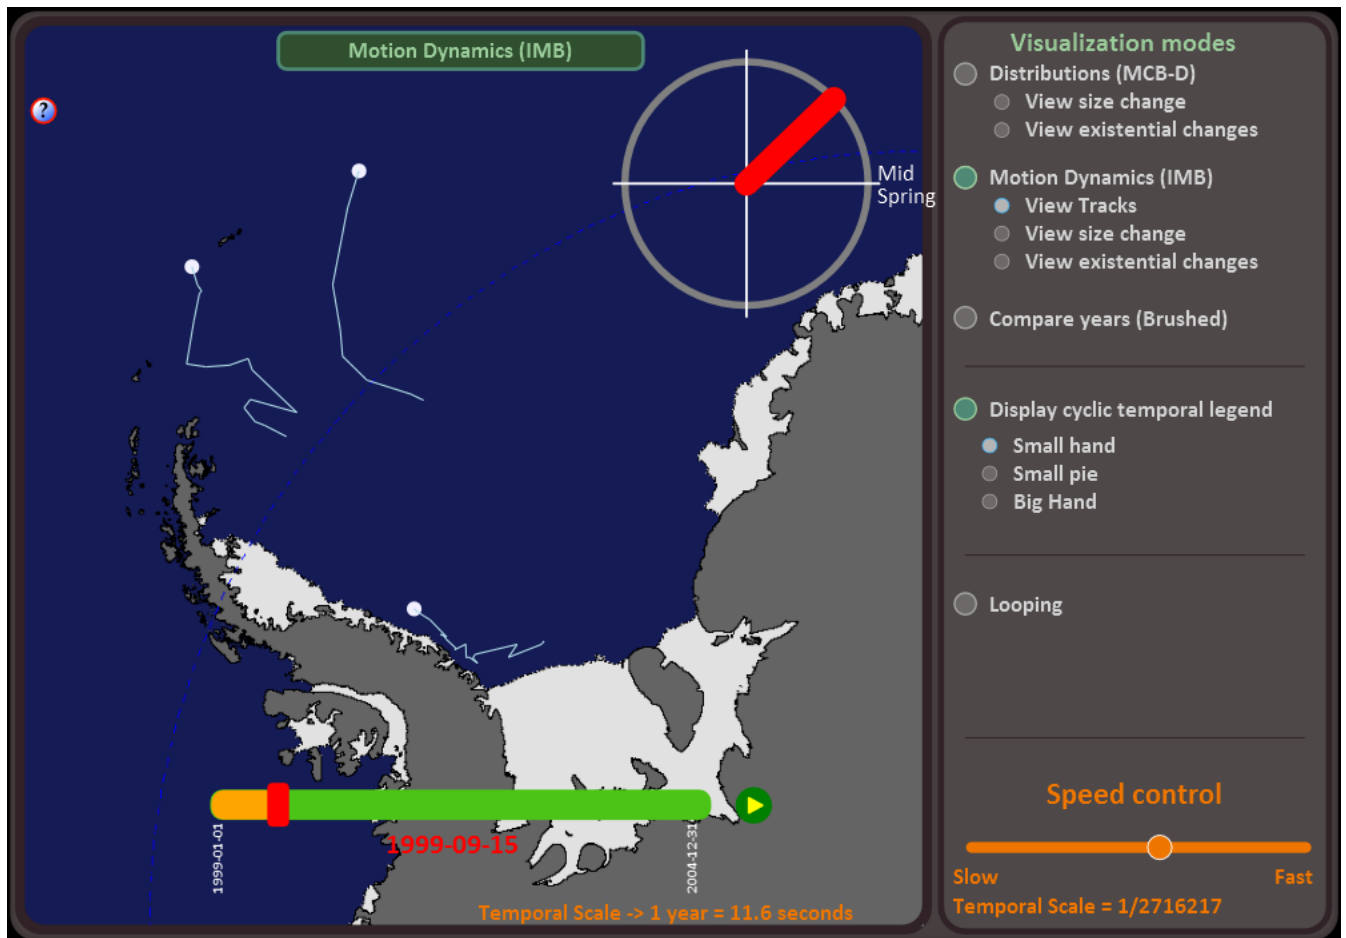 Motion Dynamics (IMB)
?
Mid
Spring
1999-01-01
1999-09-15
2004-12-31
Temporal Scale -> 1 year = 11.6 seconds
Visualization modes
Distributions (MCB-D)
View size change
View existential changes
Motion Dynamics (IMB)
View Tracks
View size change
View existential changes
Compare years (Brushed)
Display cyclic temporal legend
Small hand
Small pie
Big Hand
Looping
Speed control
Slow
Fast
Temporal Scale = 1/2716217